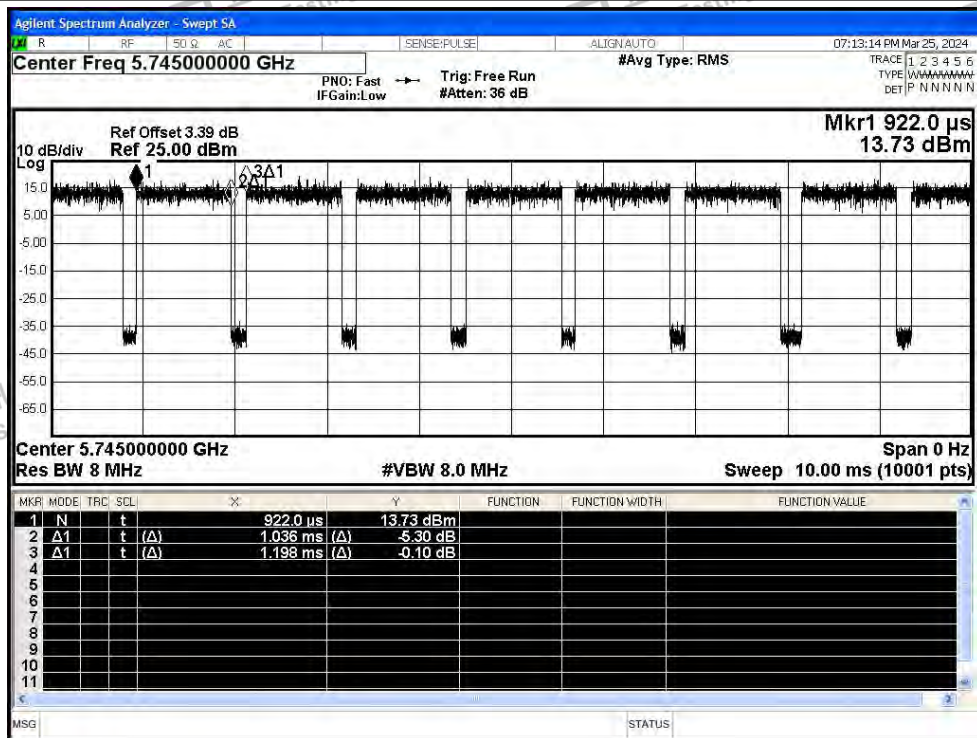 Agilent Spectrum Analyzer - Swept SA
R RF 50 Ω AC SENSE:PULSE ALIGN AUTO 07:13:14 PM Mar 25, 2024
Center Freq 5.745000000 GHz #Avg Type: RMS TRACE 1 2 3 4 5 6
PNO: Fast Trig: Free Run TYPE
IFGain:Low #Atten: 36 dB DET P N N N N N
Mkr1 922.0 µs
Ref Offset 3.39 dB
10 dB/div Ref 25.00 dBm 13.73 dBm
Log
1 3Δ1
15.0
5.00
-5.00
-15.0
-25.0
-35.0
-45.0
-55.0
-65.0
Center 5.745000000 GHz Span 0 Hz
Res BW 8 MHz #VBW 8.0 MHz Sweep 10.00 ms (10001 pts)
MKR MODE TRC SCL X Y FUNCTION FUNCTION WIDTH FUNCTION VALUE
1 N t 922.0 µs 13.73 dBm
2 Δ1 t (Δ) 1.036 ms (Δ) -5.30 dB
3 Δ1 t (Δ) 1.198 ms (Δ) -0.10 dB
4
5
6
7
8
9
10
11
MSG STATUS